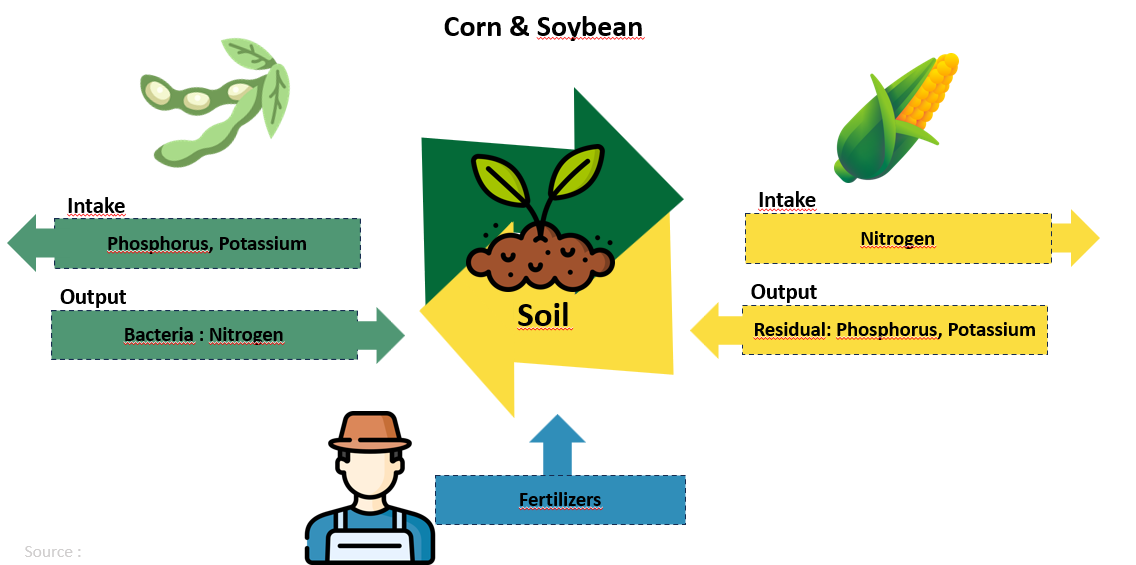 Corn & Soybean
Intake
Phosphorus, Potassium
Output
Bacteria : Nitrogen
Soil
Intake
Nitrogen
Output
Residual: Phosphorus, Potassium
Fertilizers
Source :